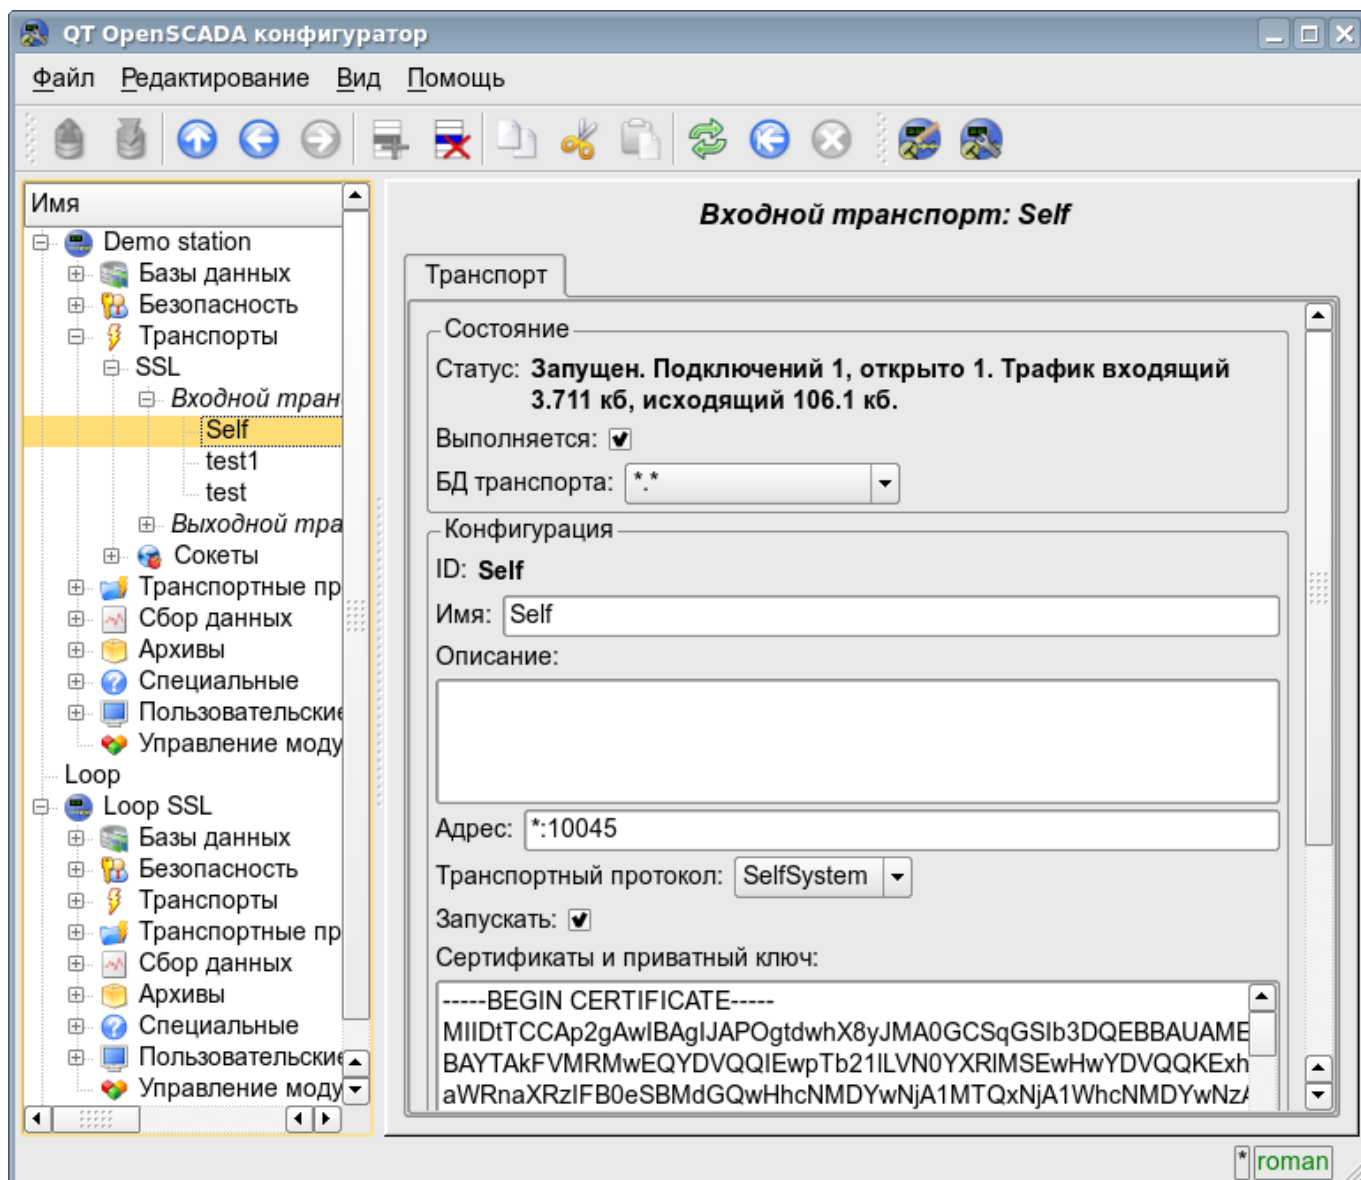 QT OpenSCADA конфигуратор
Файл Редактирование Вид Помощь
Имя
Demo station
Базы данных
Безопасность
Транспорты
SSL
Входной тран
Self
test1
test
Выходной тра
Сокеты
Транспортные пр
Сбор данных
Архивы
Специальные
Пользовательские
Управление моду
Loop
Loop SSL
Базы данных
Безопасность
Транспорты
Транспортные пр
Сбор данных
Архивы
Специальные
Пользовательские
Управление моду
Входной транспорт: Self
Транспорт
Состояние
Статус: Запущен. Подключений 1, открыто 1. Трафик входящий
3.711 кб, исходящий 106.1 кб.
Выполняется:
БД транспорта: *.*
Конфигурация
ID: Self
Имя: Self
Описание:
Адрес: *:10045
Транспортный протокол: SelfSystem
Запускать:
Сертификаты и приватный ключ:
-----BEGIN CERTIFICATE-----
MIIDtTCCAp2gAwIBAgIJAPOgtdwhX8yJMA0GCSqGSIb3DQEBBAUAME
BAYTAkFVMRMwEQYDVQQIEwpTb21lLVN0YXRlMSEwHwYDVQQKExh
aWRnaXRzIFB0eSBMdGQwHhcNMDYwNjA1MTQxNjA1WhcNMDYwNzA
* roman